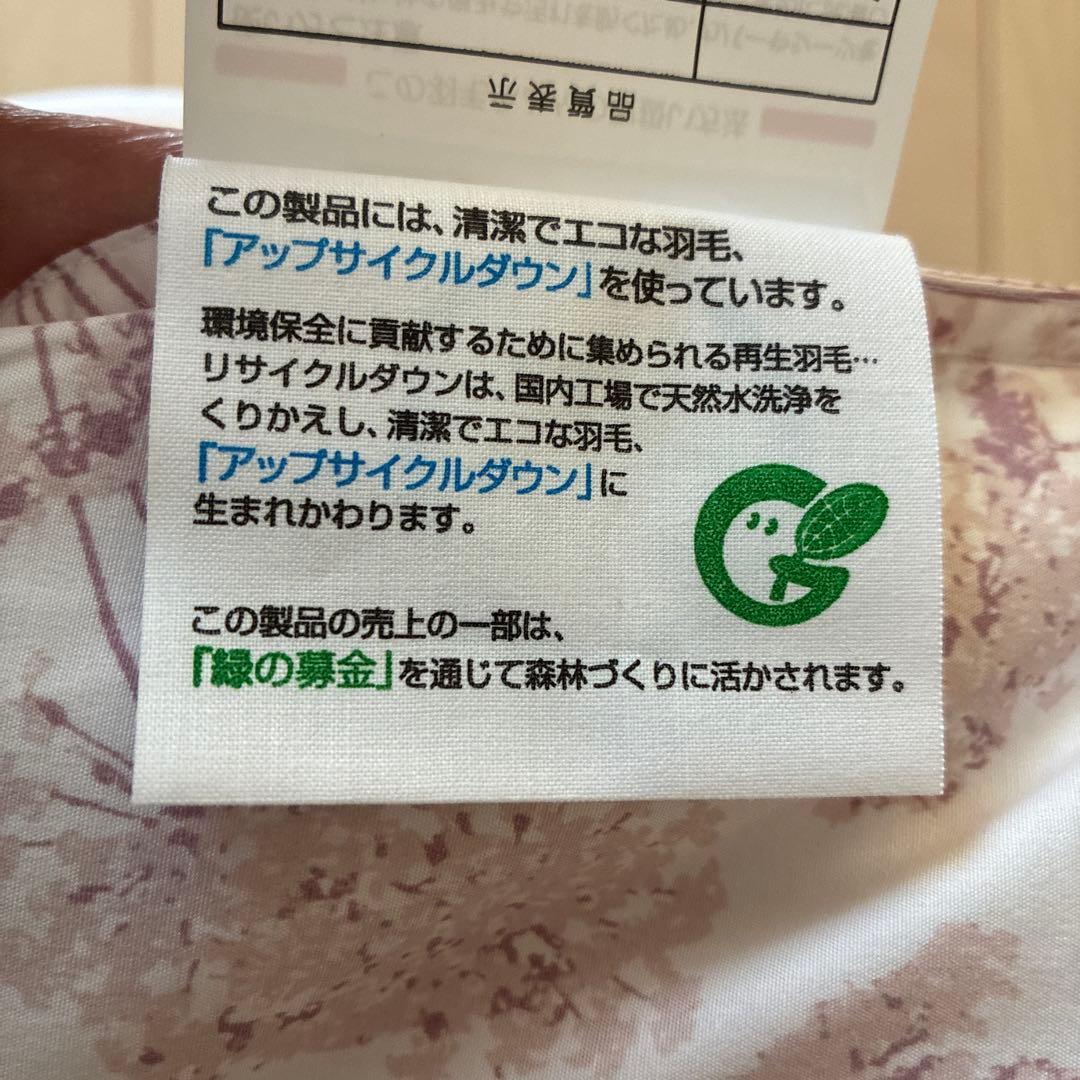 品質表示
この製品には、清潔でエコな羽毛、
「アップサイクルダウン」を使っています。
環境保全に貢献するために集められる再生羽毛…
リサイクルダウンは、国内工場で天然水洗浄を
くりかえし、清潔でエコな羽毛、
「アップサイクルダウン」に
生まれかわります。
この製品の売上の一部は、
「緑の募金」を通じて森林づくりに活かされます。